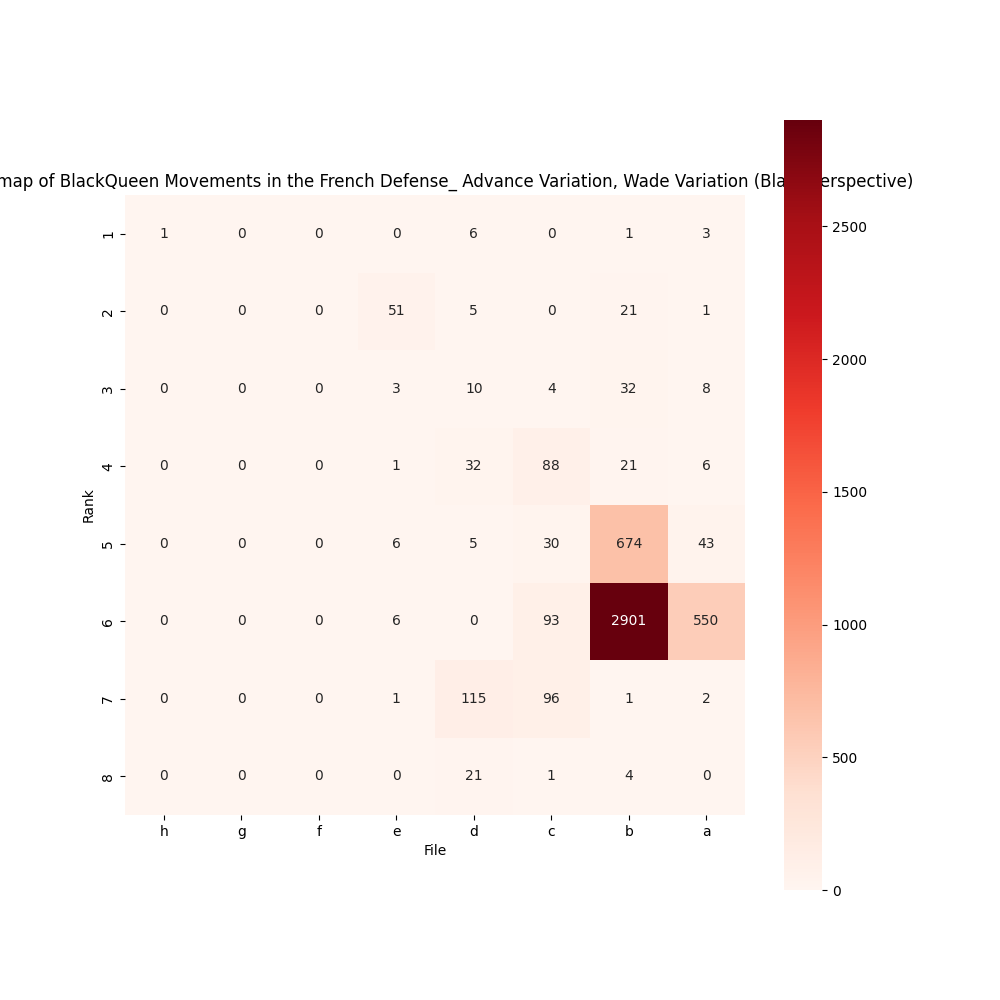 map of BlackQueen Movements in the French Defense_ Advance Variation, Wade Variation (Bla erspective)
1 1 0 0 0 6 0 1 3
2 0 0 0 51 5 0 21 1
3 0 0 0 3 10 4 32 8
4 0 0 0 1 32 88 21 6
5 0 0 0 6 5 30 674 43
6 0 0 0 6 0 93 2901 550
7 0 0 0 1 115 96 1 2
8 0 0 0 0 21 1 4 0
Rank
h g f e d c b a
File
2500
2000
1500
1000
500
0